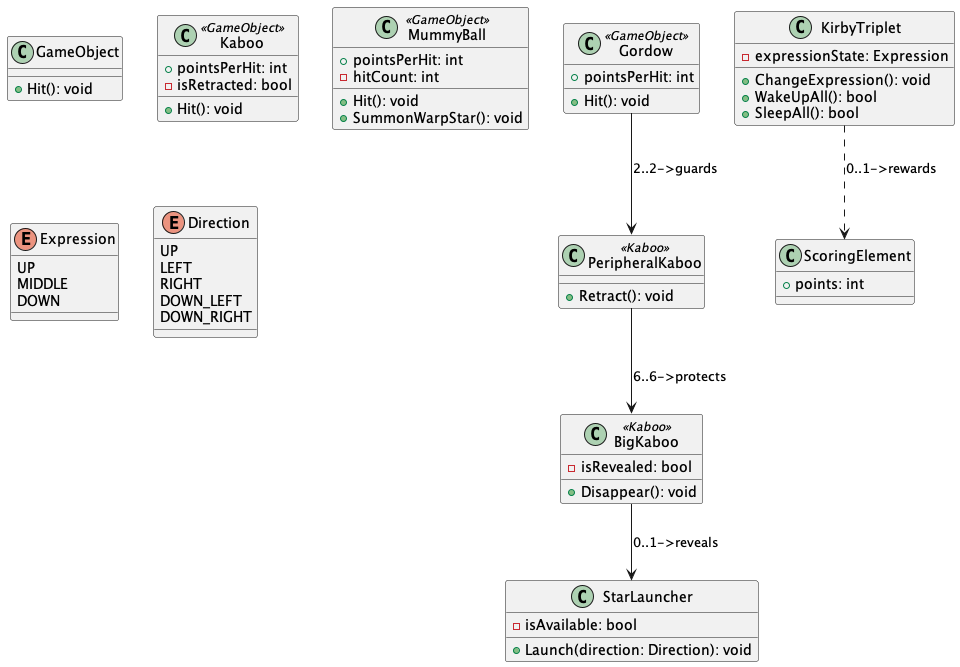 C GameObject
Hit(): void
C «GameObject»
Kaboo
pointsPerHit: int
isRetracted: bool
Hit(): void
C «GameObject»
MummyBall
pointsPerHit: int
hitCount: int
Hit(): void
SummonWarpStar(): void
C «GameObject»
Gordow
pointsPerHit: int
Hit(): void
C KirbyTriplet
expressionState: Expression
ChangeExpression(): void
WakeUpAll(): bool
SleepAll(): bool
2..2->guards
0..1->rewards
E Expression
UP
MIDDLE
DOWN
E Direction
UP
LEFT
RIGHT
DOWN_LEFT
DOWN_RIGHT
C «Kaboo»
PeripheralKaboo
Retract(): void
C ScoringElement
points: int
6..6->protects
C «Kaboo»
BigKaboo
isRevealed: bool
Disappear(): void
0..1->reveals
C StarLauncher
isAvailable: bool
Launch(direction: Direction): void